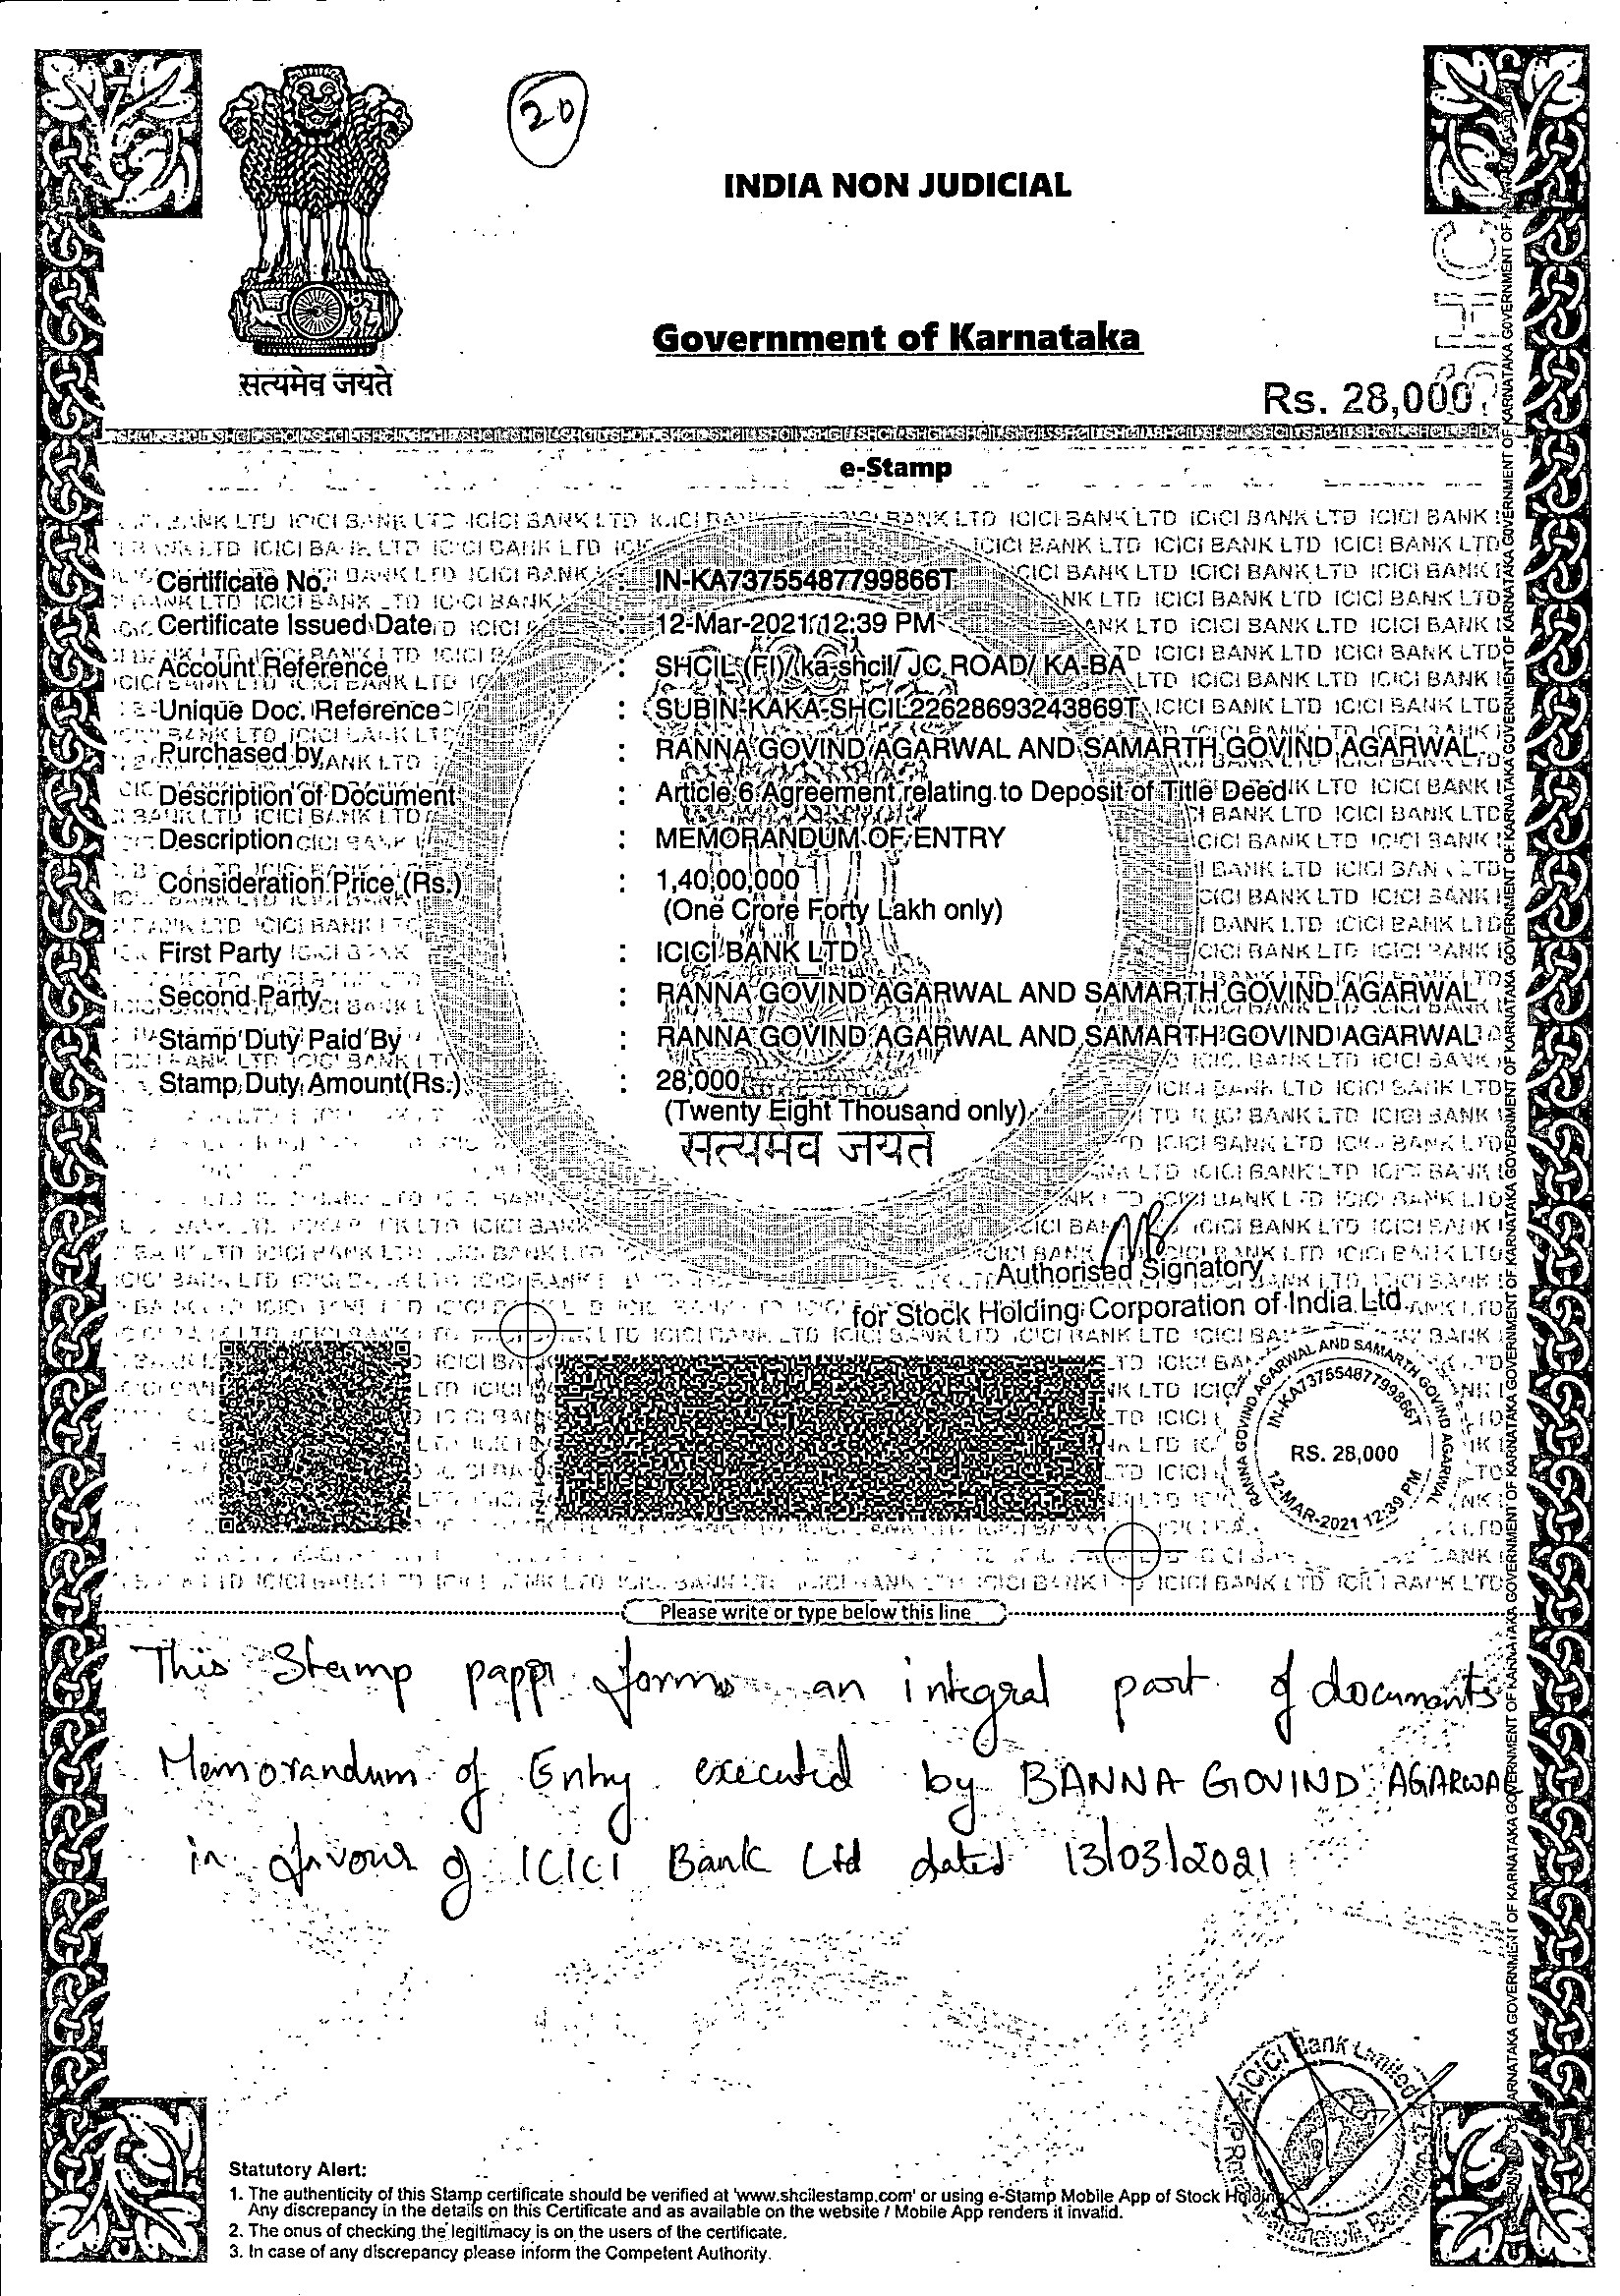 20
INDIA NON JUDICIAL
Government of Karnataka
सत्यमेव जयते
Rs. 28,000
SHC
e-Stamp
Certificate No. : IN-KA73755487799866T
Certificate Issued Date : 12-Mar-2021 12:39 PM
Account Reference : SHCIL (FI)/ ka-shcil/ JC ROAD/ KA-BA
Unique Doc. Reference : SUBIN-KAKA-SHCIL22628693243869T
Purchased by : RANNA GOVIND AGARWAL AND SAMARTH GOVIND AGARWAL
Description of Document : Article 6 Agreement relating to Deposit of Title Deed
Description : MEMORANDUM OF ENTRY
Consideration Price (Rs.) : 1,40,00,000
(One Crore Forty Lakh only)
First Party : ICICI BANK LTD
Second Party : RANNA GOVIND AGARWAL AND SAMARTH GOVIND AGARWAL
Stamp Duty Paid By : RANNA GOVIND AGARWAL AND SAMARTH GOVIND AGARWAL
Stamp Duty Amount(Rs.) : 28,000
(Twenty Eight Thousand only)
सत्यमेव जयते
Authorised Signatory
for Stock Holding Corporation of India Ltd
RANNA GOVIND AGARWAL AND SAMARTH GOVIND AGARWAL
IN-KA73755487799866T
RS. 28,000
12-MAR-2021 12:39 PM
Please write or type below this line
This Stamp papper forms an integral part of documents
Memorandum of Entry executed by BANNA GOVIND AGARWAL
in favour of ICICI Bank Ltd dated 13/03/2021
ICICI Bank Limited
Statutory Alert:
1. The authenticity of this Stamp certificate should be verified at 'www.shcilestamp.com' or using e-Stamp Mobile App of Stock Holding
Any discrepancy in the details on this Certificate and as available on the website / Mobile App renders it invalid.
2. The onus of checking the legitimacy is on the users of the certificate.
3. In case of any discrepancy please inform the Competent Authority.